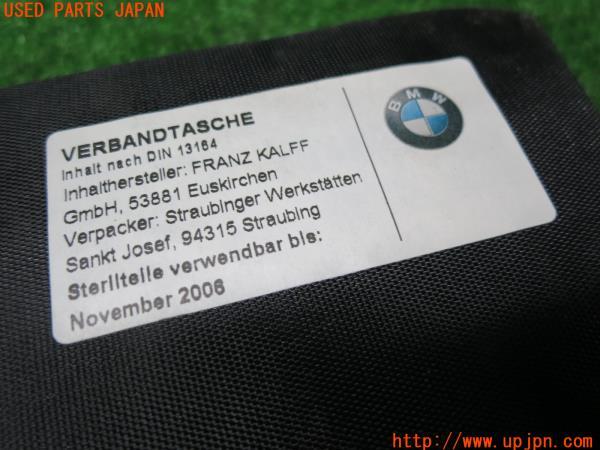 USED PARTS JAPAN
BMW
VERBANDTASCHE
Inhalt nach DIN 13164
Inhalthersteller: FRANZ KALFF
GmbH, 53881 Euskirchen
Verpacker: Straubinger Werkstätten
Sankt Josef, 94315 Straubing
Sterilteile verwendbar bis:
November 2006
http://www.upjpn.com/